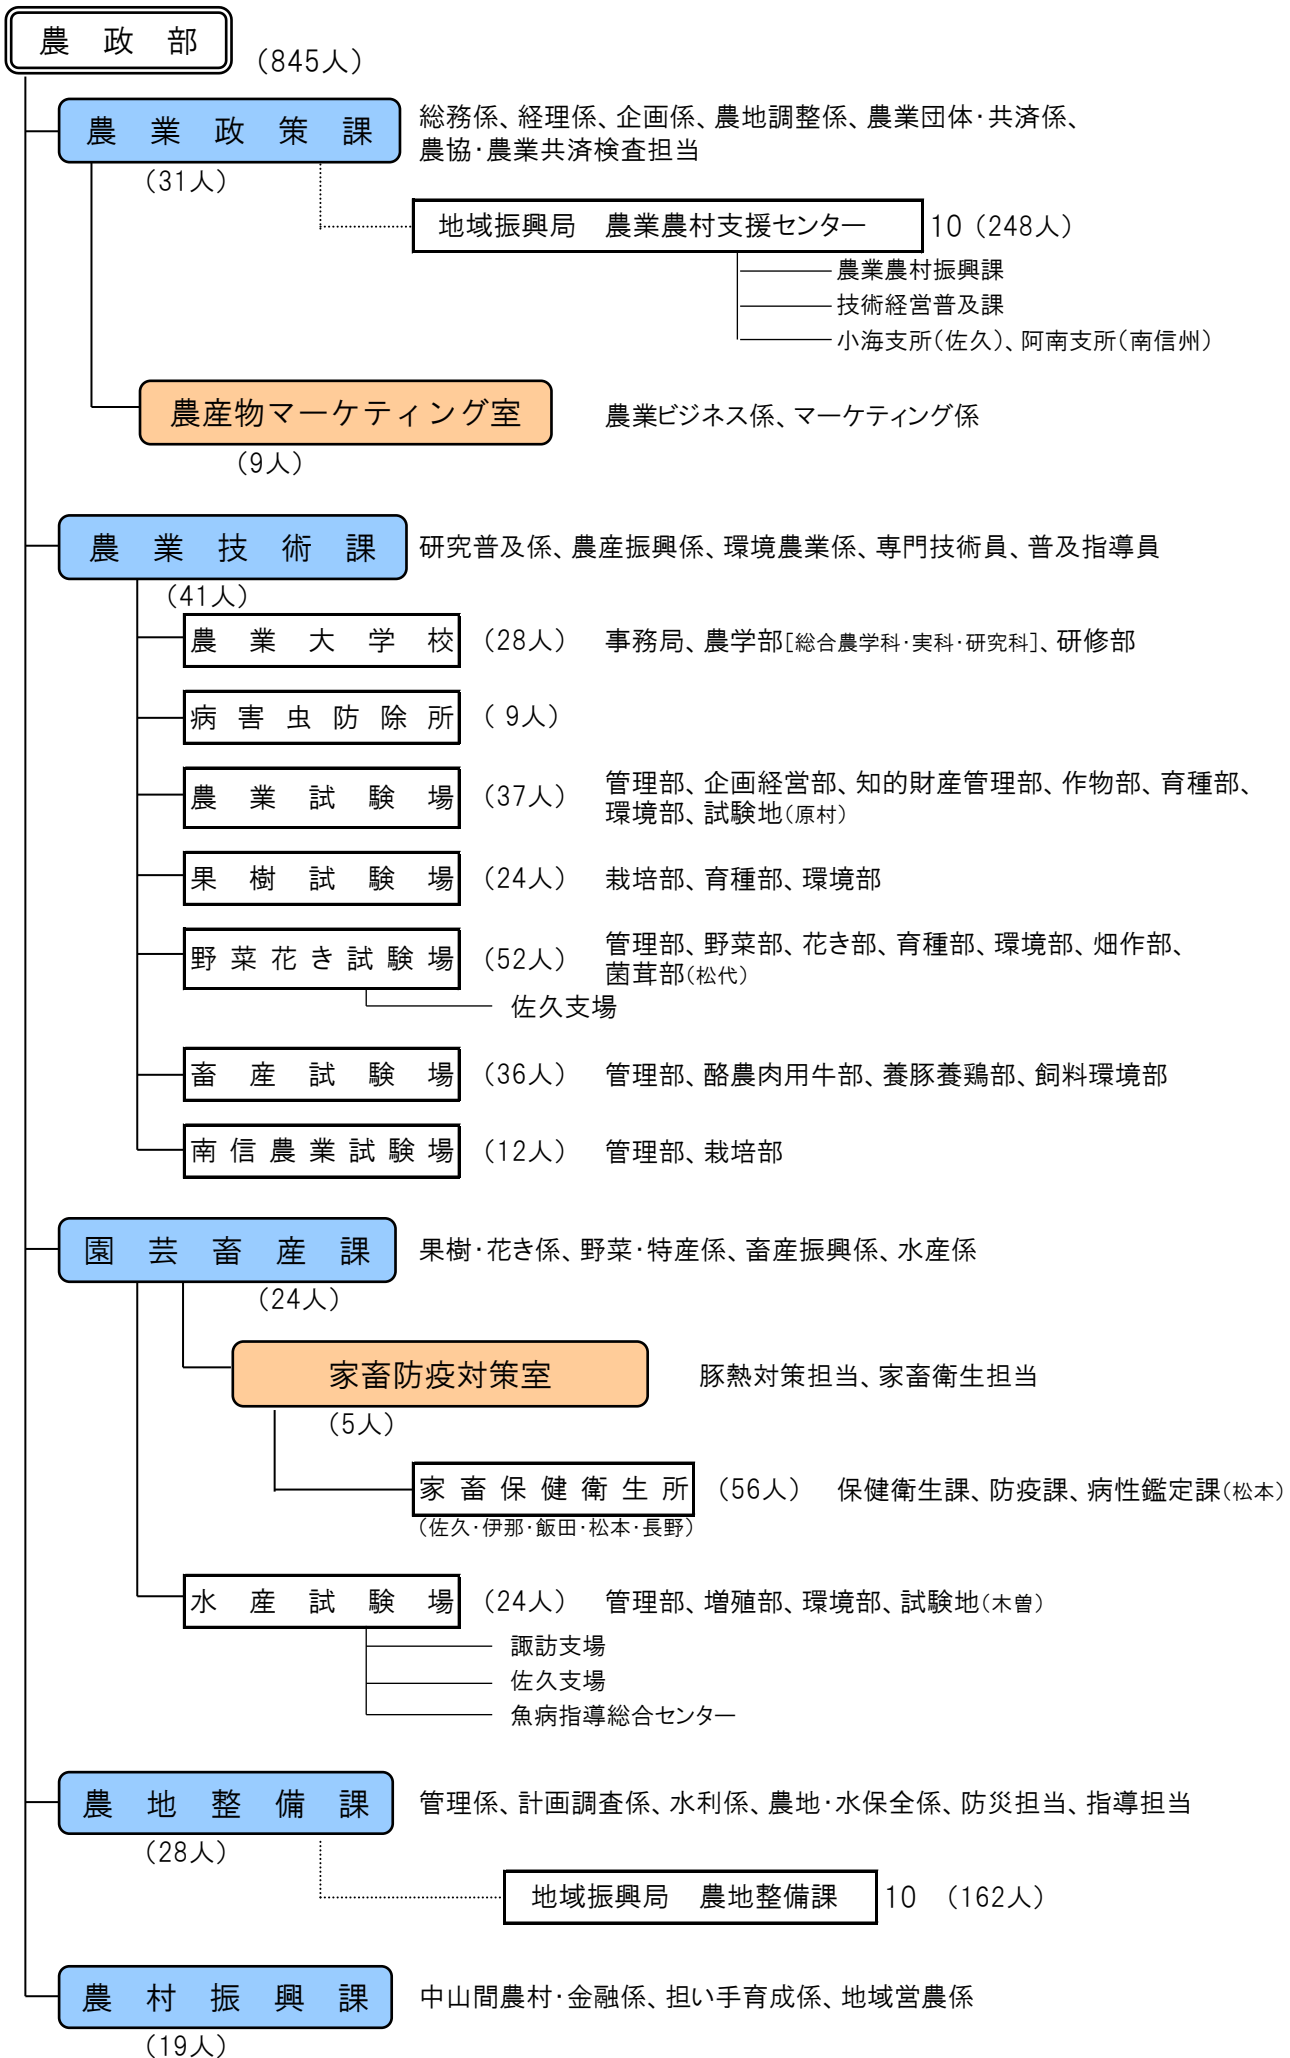 農政部
（845人）
農業政策課
総務係、経理係、企画係、農地調整係、農業団体・共済係、
農協・農業共済検査担当
（31人）
地域振興局　農業農村支援センター
10（248人）
農業農村振興課
技術経営普及課
小海支所（佐久）、阿南支所（南信州）
農産物マーケティング室
農業ビジネス係、マーケティング係
（9人）
農業技術課
研究普及係、農産振興係、環境農業係、専門技術員、普及指導員
（41人）
農業大学校
（28人）
事務局、農学部[総合農学科・実科・研究科]、研修部
病害虫防除所
（ 9人）
農業試験場
（37人）
管理部、企画経営部、知的財産管理部、作物部、育種部、
環境部、試験地（原村）
果樹試験場
（24人）
栽培部、育種部、環境部
野菜花き試験場
（52人）
管理部、野菜部、花き部、育種部、環境部、畑作部、
菌茸部（松代）
佐久支場
畜産試験場
（36人）
管理部、酪農肉用牛部、養豚養鶏部、飼料環境部
南信農業試験場
（12人）
管理部、栽培部
園芸畜産課
果樹・花き係、野菜・特産係、畜産振興係、水産係
（24人）
家畜防疫対策室
豚熱対策担当、家畜衛生担当
（5人）
家畜保健衛生所
（56人）
保健衛生課、防疫課、病性鑑定課（松本）
（佐久・伊那・飯田・松本・長野）
水産試験場
（24人）
管理部、増殖部、環境部、試験地（木曽）
諏訪支場
佐久支場
魚病指導総合センター
農地整備課
管理係、計画調査係、水利係、農地・水保全係、防災担当、指導担当
（28人）
地域振興局　農地整備課
10　（162人）
農村振興課
中山間農村・金融係、担い手育成係、地域営農係
（19人）